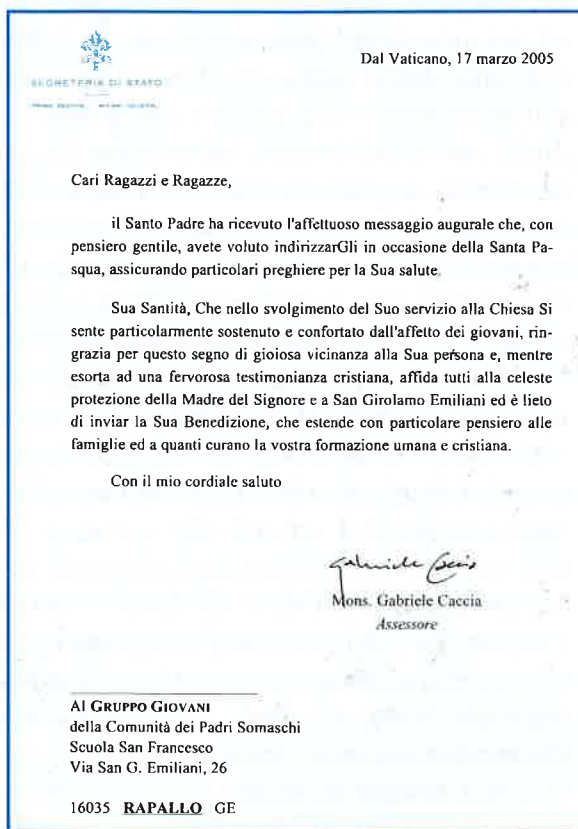 SEGRETERIA DI STATO
Dal Vaticano, 17 marzo 2005
Cari Ragazzi e Ragazze,
il Santo Padre ha ricevuto l'affettuoso messaggio augurale che, con
pensiero gentile, avete voluto indirizzarGli in occasione della Santa Pa-
squa, assicurando particolari preghiere per la Sua salute.
Sua Santità, Che nello svolgimento del Suo servizio alla Chiesa Si
sente particolarmente sostenuto e confortato dall'affetto dei giovani, rin-
grazia per questo segno di gioiosa vicinanza alla Sua persona e, mentre
esorta ad una fervorosa testimonianza cristiana, affida tutti alla celeste
protezione della Madre del Signore e a San Girolamo Emiliani ed è lieto
di inviar la Sua Benedizione, che estende con particolare pensiero alle
famiglie ed a quanti curano la vostra formazione umana e cristiana.
Con il mio cordiale saluto
Gabriele Caccia
Mons. Gabriele Caccia
Assessore
Al GRUPPO GIOVANI
della Comunità dei Padri Somaschi
Scuola San Francesco
Via San G. Emiliani, 26
16035 RAPALLO GE